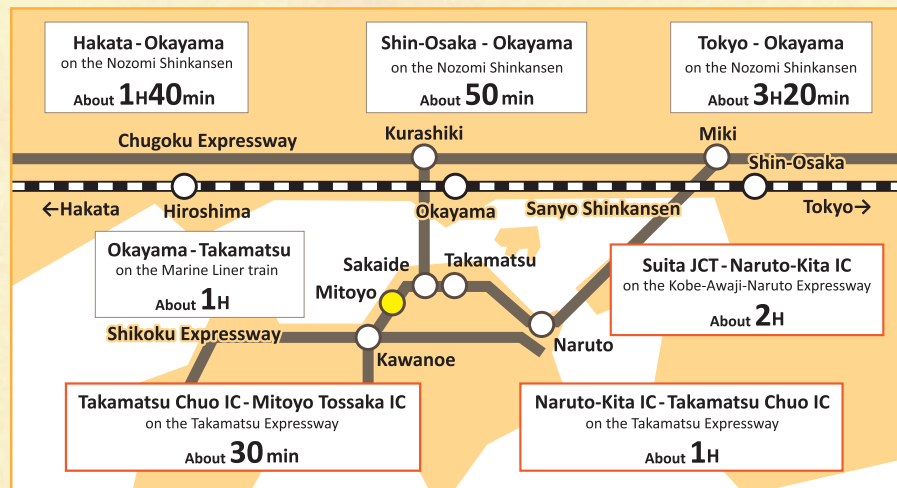 Hakata - Okayama
on the Nozomi Shinkansen
About 1H40min
Shin-Osaka - Okayama
on the Nozomi Shinkansen
About 50 min
Tokyo - Okayama
on the Nozomi Shinkansen
About 3H20min
Chugoku Expressway
Kurashiki
Miki
Shin-Osaka
←Hakata
Hiroshima
Okayama
Sanyo Shinkansen
Tokyo→
Okayama - Takamatsu
on the Marine Liner train
About 1H
Sakaide
Takamatsu
Mitoyo
Suita JCT - Naruto-Kita IC
on the Kobe-Awaji-Naruto Expressway
About 2H
Shikoku Expressway
Kawanoe
Naruto
Takamatsu Chuo IC - Mitoyo Tossaka IC
on the Takamatsu Expressway
About 30 min
Naruto-Kita IC - Takamatsu Chuo IC
on the Takamatsu Expressway
About 1H